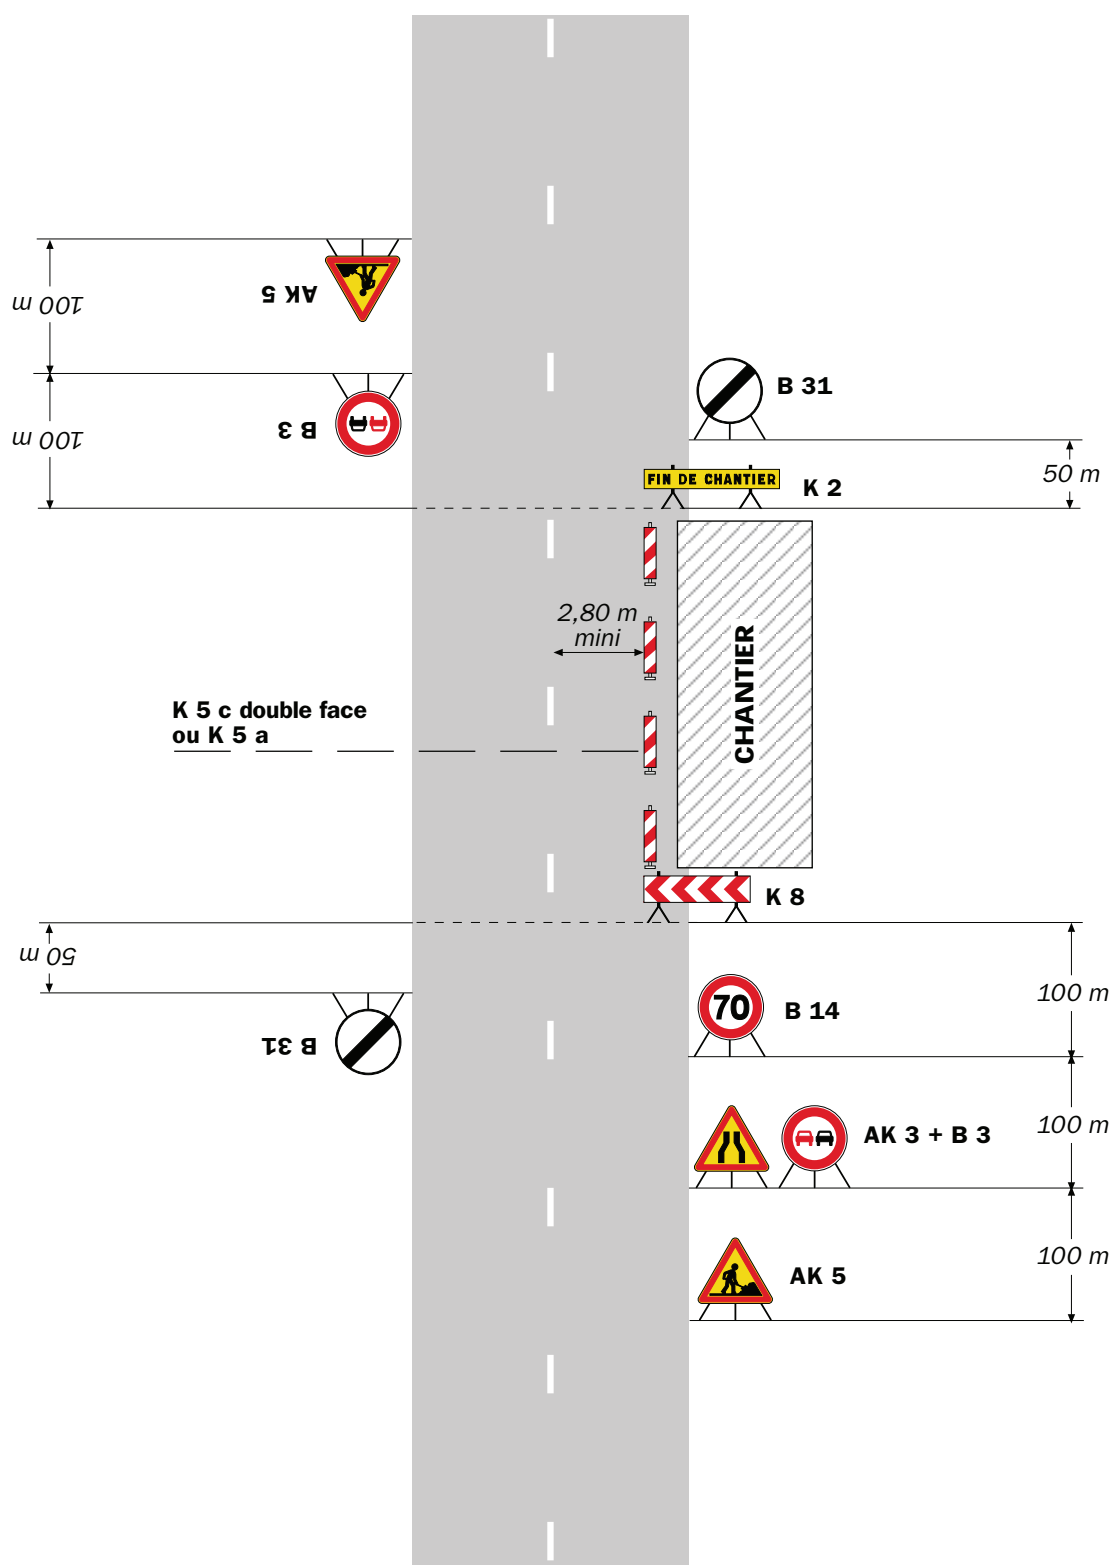 100 m
AK 5
100 m
B 3
B 31
50 m
FIN DE CHANTIER
K 2
2,80 m
mini
CHANTIER
K 5 c double face
ou K 5 a
K 8
50 m
B 31
70
B 14
100 m
AK 3 + B 3
100 m
AK 5
100 m